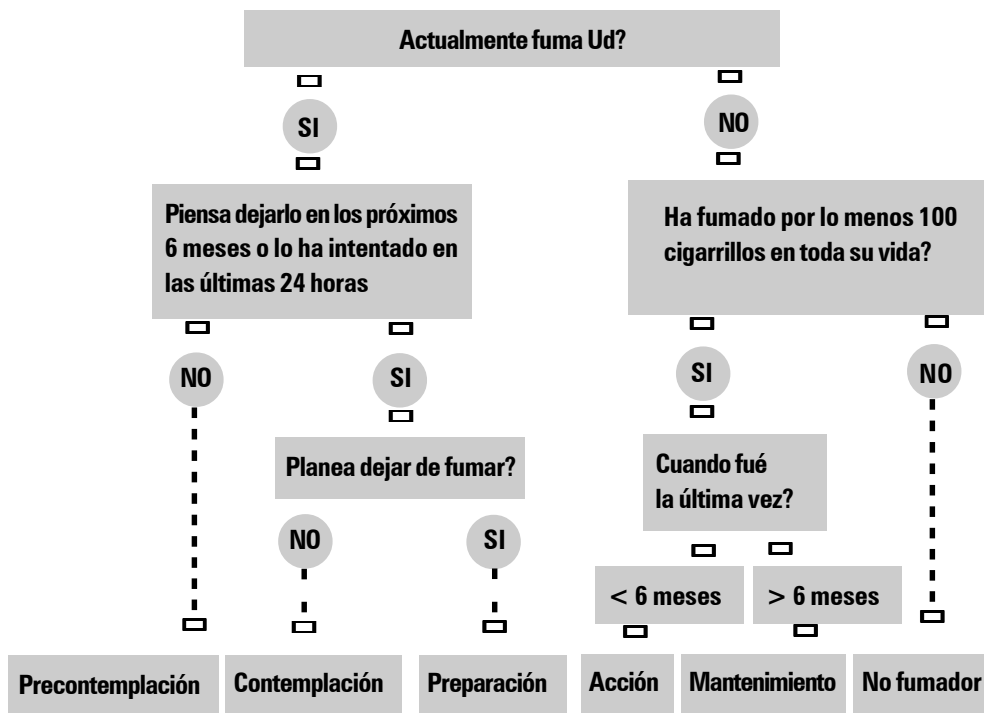 Actualmente fuma Ud?
SI
NO
Piensa dejarlo en los próximos
6 meses o lo ha intentado en
las últimas 24 horas
Ha fumado por lo menos 100
cigarrillos en toda su vida?
NO
SI
SI
NO
Planea dejar de fumar?
Cuando fué
la última vez?
NO
SI
< 6 meses
> 6 meses
Precontemplación
Contemplación
Preparación
Acción
Mantenimiento
No fumador